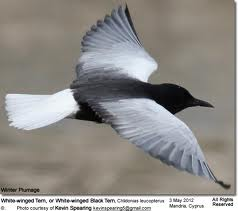 Winter Plumage
White-winged Tern, or White-winged Black Tern, Chlidonias leucopterus
©. Photo courtesy of Kevin Spearing kevinspearing5@gmail.com
3 May 2012
Mandria, Cyprus
All Rights
Reserved